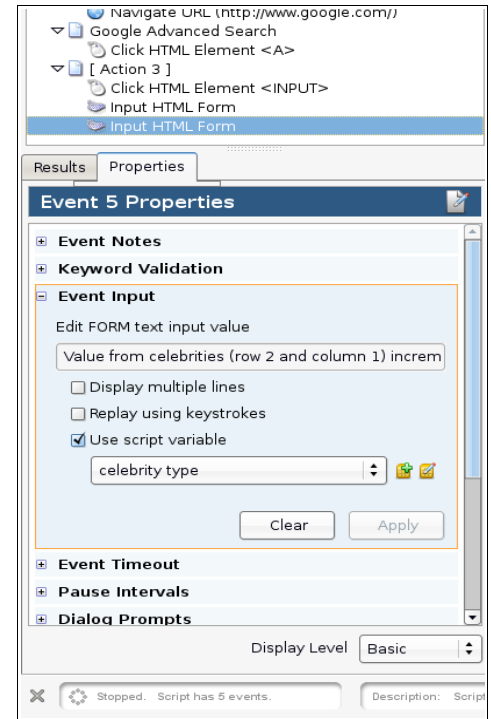 Navigate URL (http://www.google.com/)
Google Advanced Search
Click HTML Element <A>
[ Action 3 ]
Click HTML Element <INPUT>
Input HTML Form
Input HTML Form
Results Properties
Event 5 Properties
Event Notes
Keyword Validation
Event Input
Edit FORM text input value
Value from celebrities (row 2 and column 1) increm
Display multiple lines
Replay using keystrokes
Use script variable
celebrity type
Clear Apply
Event Timeout
Pause Intervals
Dialog Prompts
Display Level Basic
Stopped. Script has 5 events. Description: Script